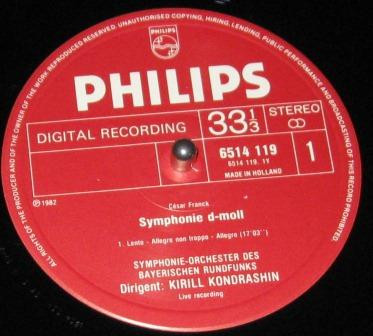 ALL RIGHTS OF THE PRODUCER AND OF THE OWNER OF THE WORK REPRODUCED RESERVED. UNAUTHORISED COPYING, HIRING, LENDING, PUBLIC PERFORMANCE AND BROADCASTING OF THIS RECORD PROHIBITED.
PHILIPS
PHILIPS
DIGITAL RECORDING
33 1/3
STEREO
6514 119
6514 119.1Y
MADE IN HOLLAND
1
℗ 1982
César Franck
Symphonie d-moll
1. Lento - Allegro non troppo - Allegro (17'03'')
SYMPHONIE-ORCHESTER DES
BAYERISCHEN RUNDFUNKS
Dirigent: KIRILL KONDRASHIN
Live recording